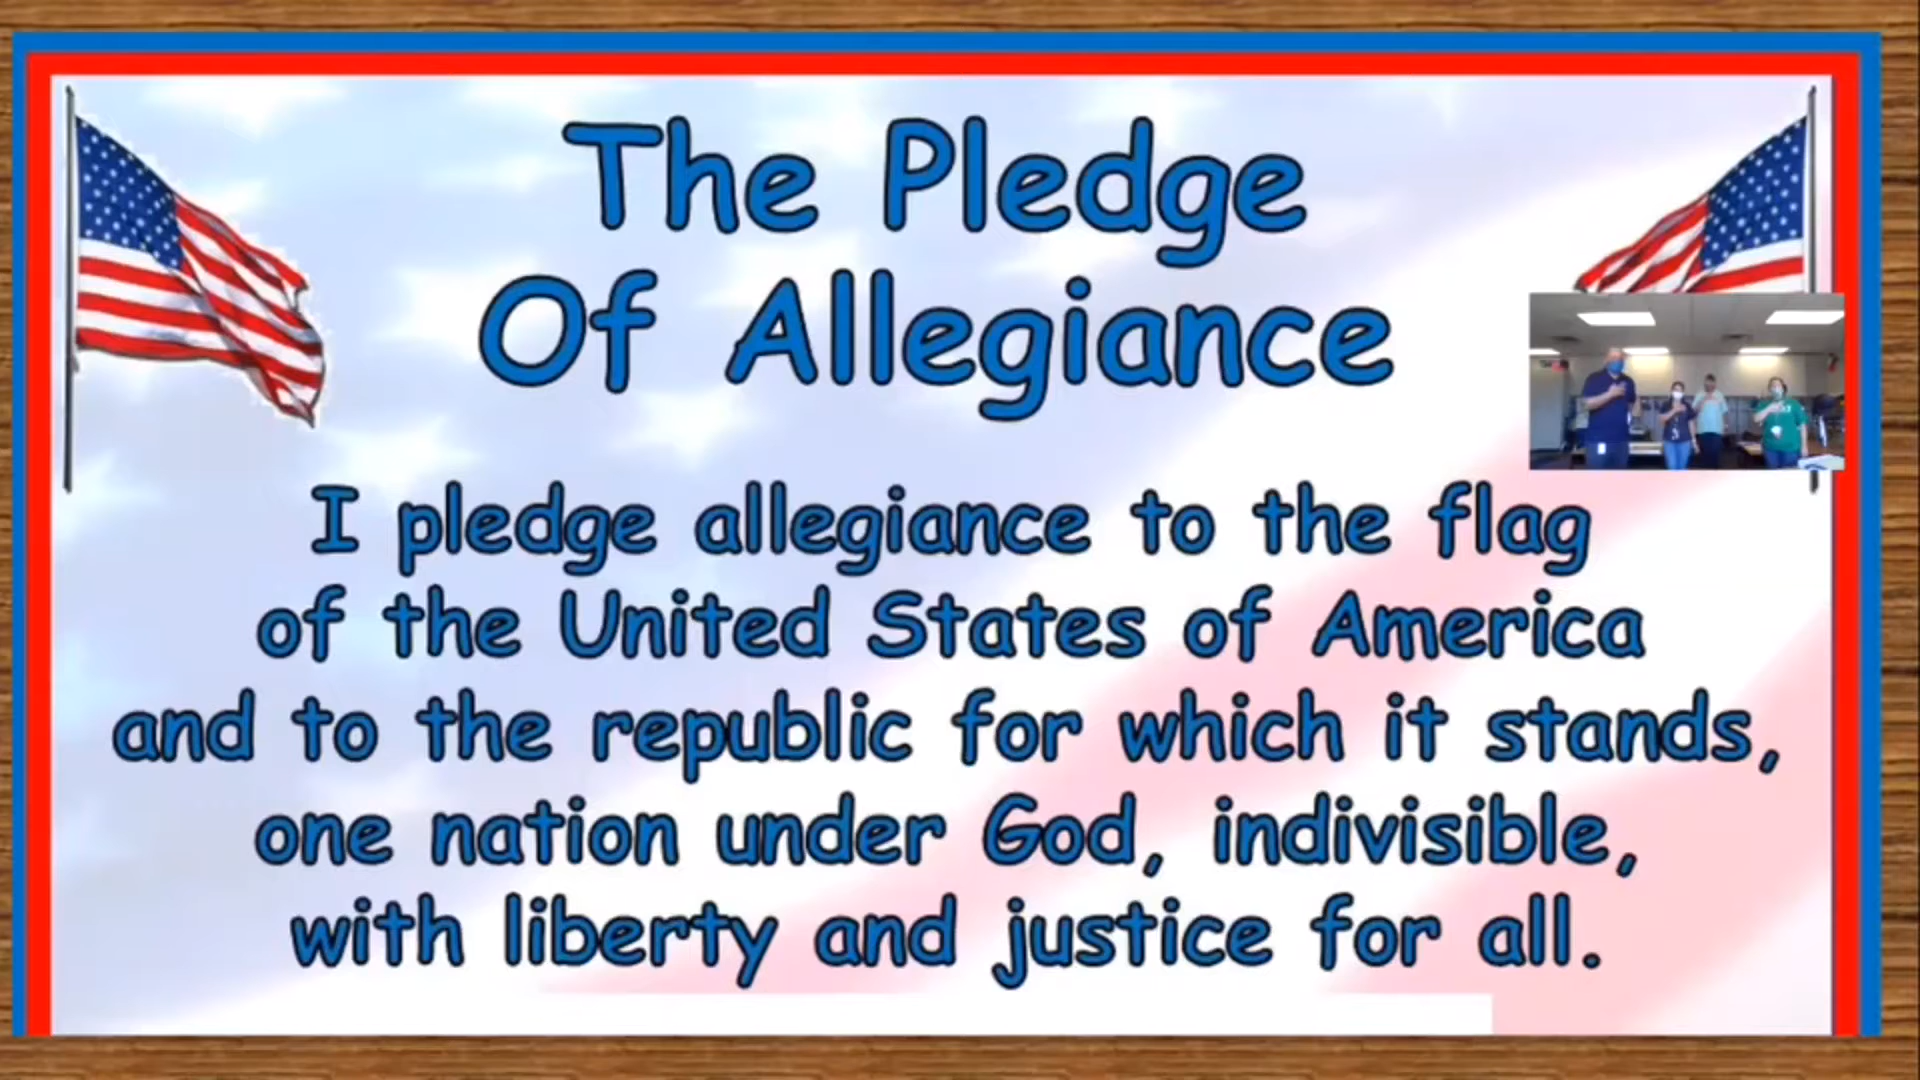 The Pledge
Of Allegiance
I pledge allegiance to the flag
of the United States of America
and to the republic for which it stands,
one nation under God, indivisible,
with liberty and justice for all.